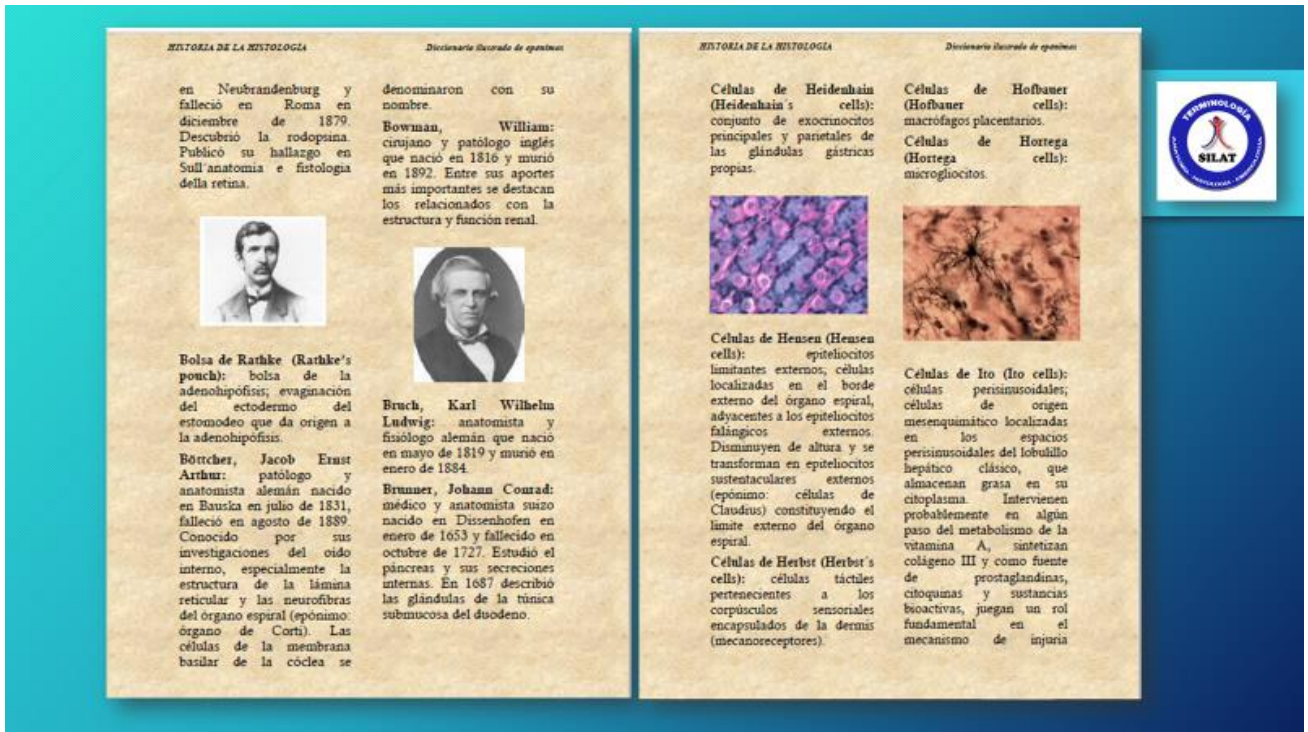 HISTORIA DE LA HISTOLOGÍA
Diccionario ilustrado de epónimos
en Neubrandenburg y
falleció en Roma en
diciembre de 1879.
Descubrió la rodopsina.
Publicó su hallazgo en
Sull´anatomia e fistologia
della retina.
Bolsa de Rathke (Rathke's
pouch): bolsa de la
adenohipófisis; evaginación
del ectodermo del
estomodeo que da origen a
la adenohipófisis.
Böttcher, Jacob Ernst
Arthur: patólogo y
anatomista alemán nacido
en Bauska en julio de 1831,
falleció en agosto de 1889.
Conocido por sus
investigaciones del oido
interno, especialmente la
estructura de la lámina
reticular y las neurofibras
del órgano espiral (epónimo:
órgano de Corti). Las
células de la membrana
basilar de la cóclea se
denominaron con su
nombre.
Bowman, William:
cirujano y patólogo inglés
que nació en 1816 y murió
en 1892. Entre sus aportes
más importantes se destacan
los relacionados con la
estructura y función renal.
Bruch, Karl Wilhelm
Ludwig: anatomista y
fisiólogo alemán que nació
en mayo de 1819 y murió en
enero de 1884.
Brunner, Johann Conrad:
médico y anatomista suizo
nacido en Dissenhofen en
enero de 1653 y fallecido en
octubre de 1727. Estudió el
páncreas y sus secreciones
internas. En 1687 describió
las glándulas de la túnica
submucosa del duodeno.
HISTORIA DE LA HISTOLOGÍA
Diccionario ilustrado de epónimos
Células de Heidenhain
(Heidenhain´s cells):
conjunto de exocrinocitos
principales y parietales de
las glándulas gástricas
propias.
Células de Hensen (Hensen
cells): epiteliocitos
limitantes externos; células
localizadas en el borde
externo del órgano espiral,
adyacentes a los epiteliocitos
falángicos externos.
Disminuyen de altura y se
transforman en epiteliocitos
sustentaculares externos
(epónimo: células de
Claudius) constituyendo el
límite externo del órgano
espiral.
Células de Herbst (Herbst´s
cells): células táctiles
pertenecientes a los
corpúsculos sensoriales
encapsulados de la dermis
(mecanoreceptores).
Células de Hofbauer
(Hofbauer cells):
macrófagos placentarios.
Células de Hortega
(Hortega cells):
microgliocitos.
Células de Ito (Ito cells):
células perisinusoidales;
células de origen
mesenquimático localizadas
en los espacios
perisinusoidales del lobulillo
hepático clásico, que
almacenan grasa en su
citoplasma. Intervienen
probablemente en algún
paso del metabolismo de la
vitamina A, sintetizan
colágeno III y como fuente
de prostaglandinas,
citoquinas y sustancias
bioactivas, juegan un rol
fundamental en el
mecanismo de injuria
TERMINOLOGÍA
SILAT